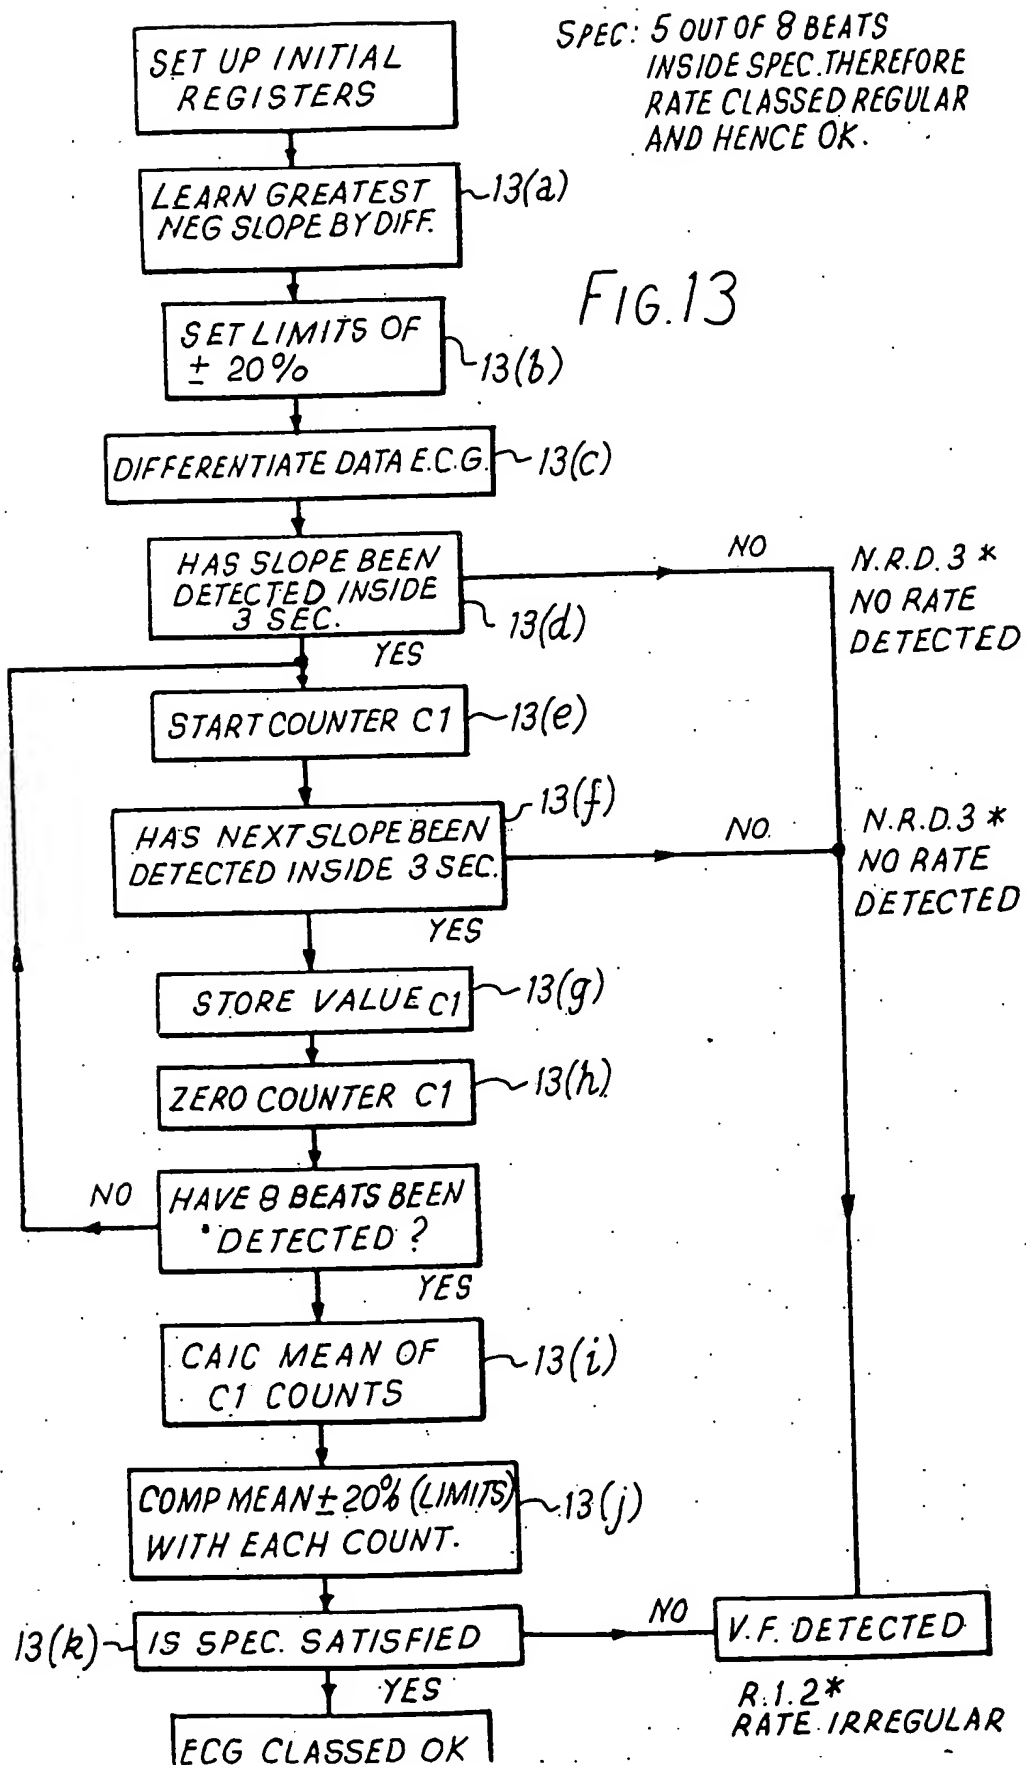 SPEC: 5 OUT OF 8 BEATS
INSIDE SPEC. THEREFORE
RATE CLASSED REGULAR
AND HENCE OK.
SET UP INITIAL
REGISTERS
LEARN GREATEST
NEG SLOPE BY DIFF.
13(a)
FIG. 13
SET LIMITS OF
± 20%
13(b)
DIFFERENTIATE DATA E.C.G.
13(c)
HAS SLOPE BEEN
DETECTED INSIDE
3 SEC.
13(d)
NO
N.R.D. 3 *
NO RATE
DETECTED
YES
START COUNTER C1
13(e)
HAS NEXT SLOPE BEEN
DETECTED INSIDE 3 SEC.
13(f)
NO
N.R.D. 3 *
NO RATE
DETECTED
YES
STORE VALUE C1
13(g)
ZERO COUNTER C1
13(h)
HAVE 8 BEATS BEEN
DETECTED ?
NO
YES
CAIC MEAN OF
C1 COUNTS
13(i)
COMP MEAN ± 20% (LIMITS)
WITH EACH COUNT.
13(j)
13(k)
IS SPEC. SATISFIED
NO
V.F. DETECTED
R.1.2*
RATE IRREGULAR
YES
ECG CLASSED OK